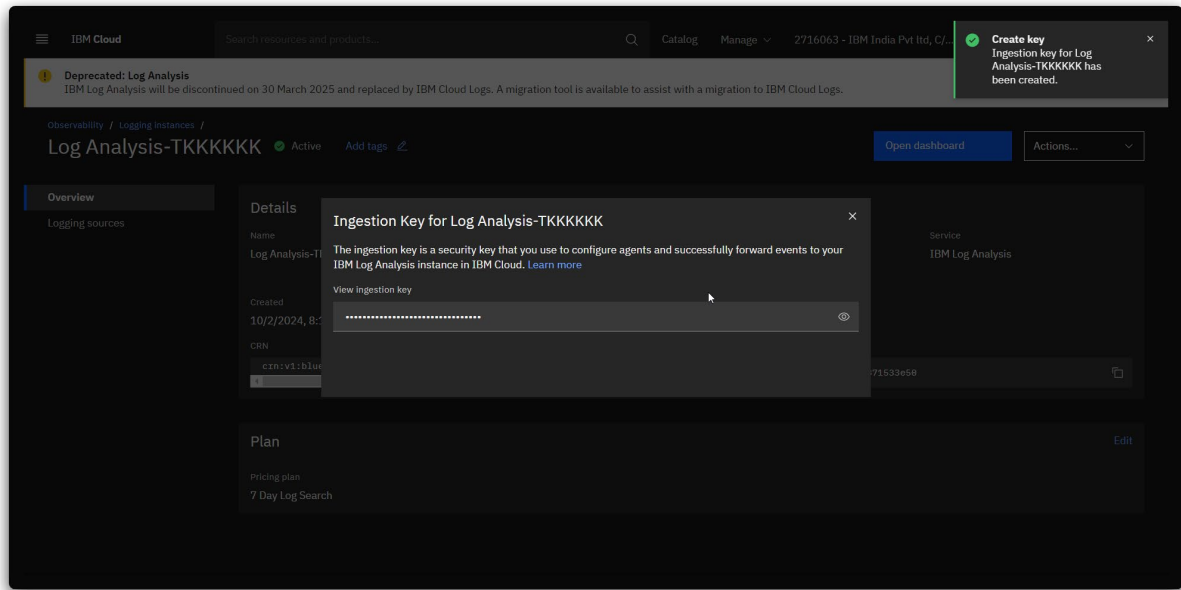 IBM Cloud
Search resources and products...
Catalog
Manage
2716063 - IBM India Pvt ltd, C/...
Create key
Ingestion key for Log
Analysis-TKKKKKK has
been created.
Deprecated: Log Analysis
IBM Log Analysis will be discontinued on 30 March 2025 and replaced by IBM Cloud Logs. A migration tool is available to assist with a migration to IBM Cloud Logs.
Observability / Logging instances /
Log Analysis-TKKKKKK
Active
Add tags
Open dashboard
Actions...
Overview
Logging sources
Details
Name
Log Analysis-T
Service
IBM Log Analysis
Created
10/2/2024, 8:
CRN
crn:v1:blue
71533e50
Ingestion Key for Log Analysis-TKKKKKK
The ingestion key is a security key that you use to configure agents and successfully forward events to your
IBM Log Analysis instance in IBM Cloud. Learn more
View ingestion key
••••••••••••••••••••••••••••••••
Plan
Edit
Pricing plan
7 Day Log Search